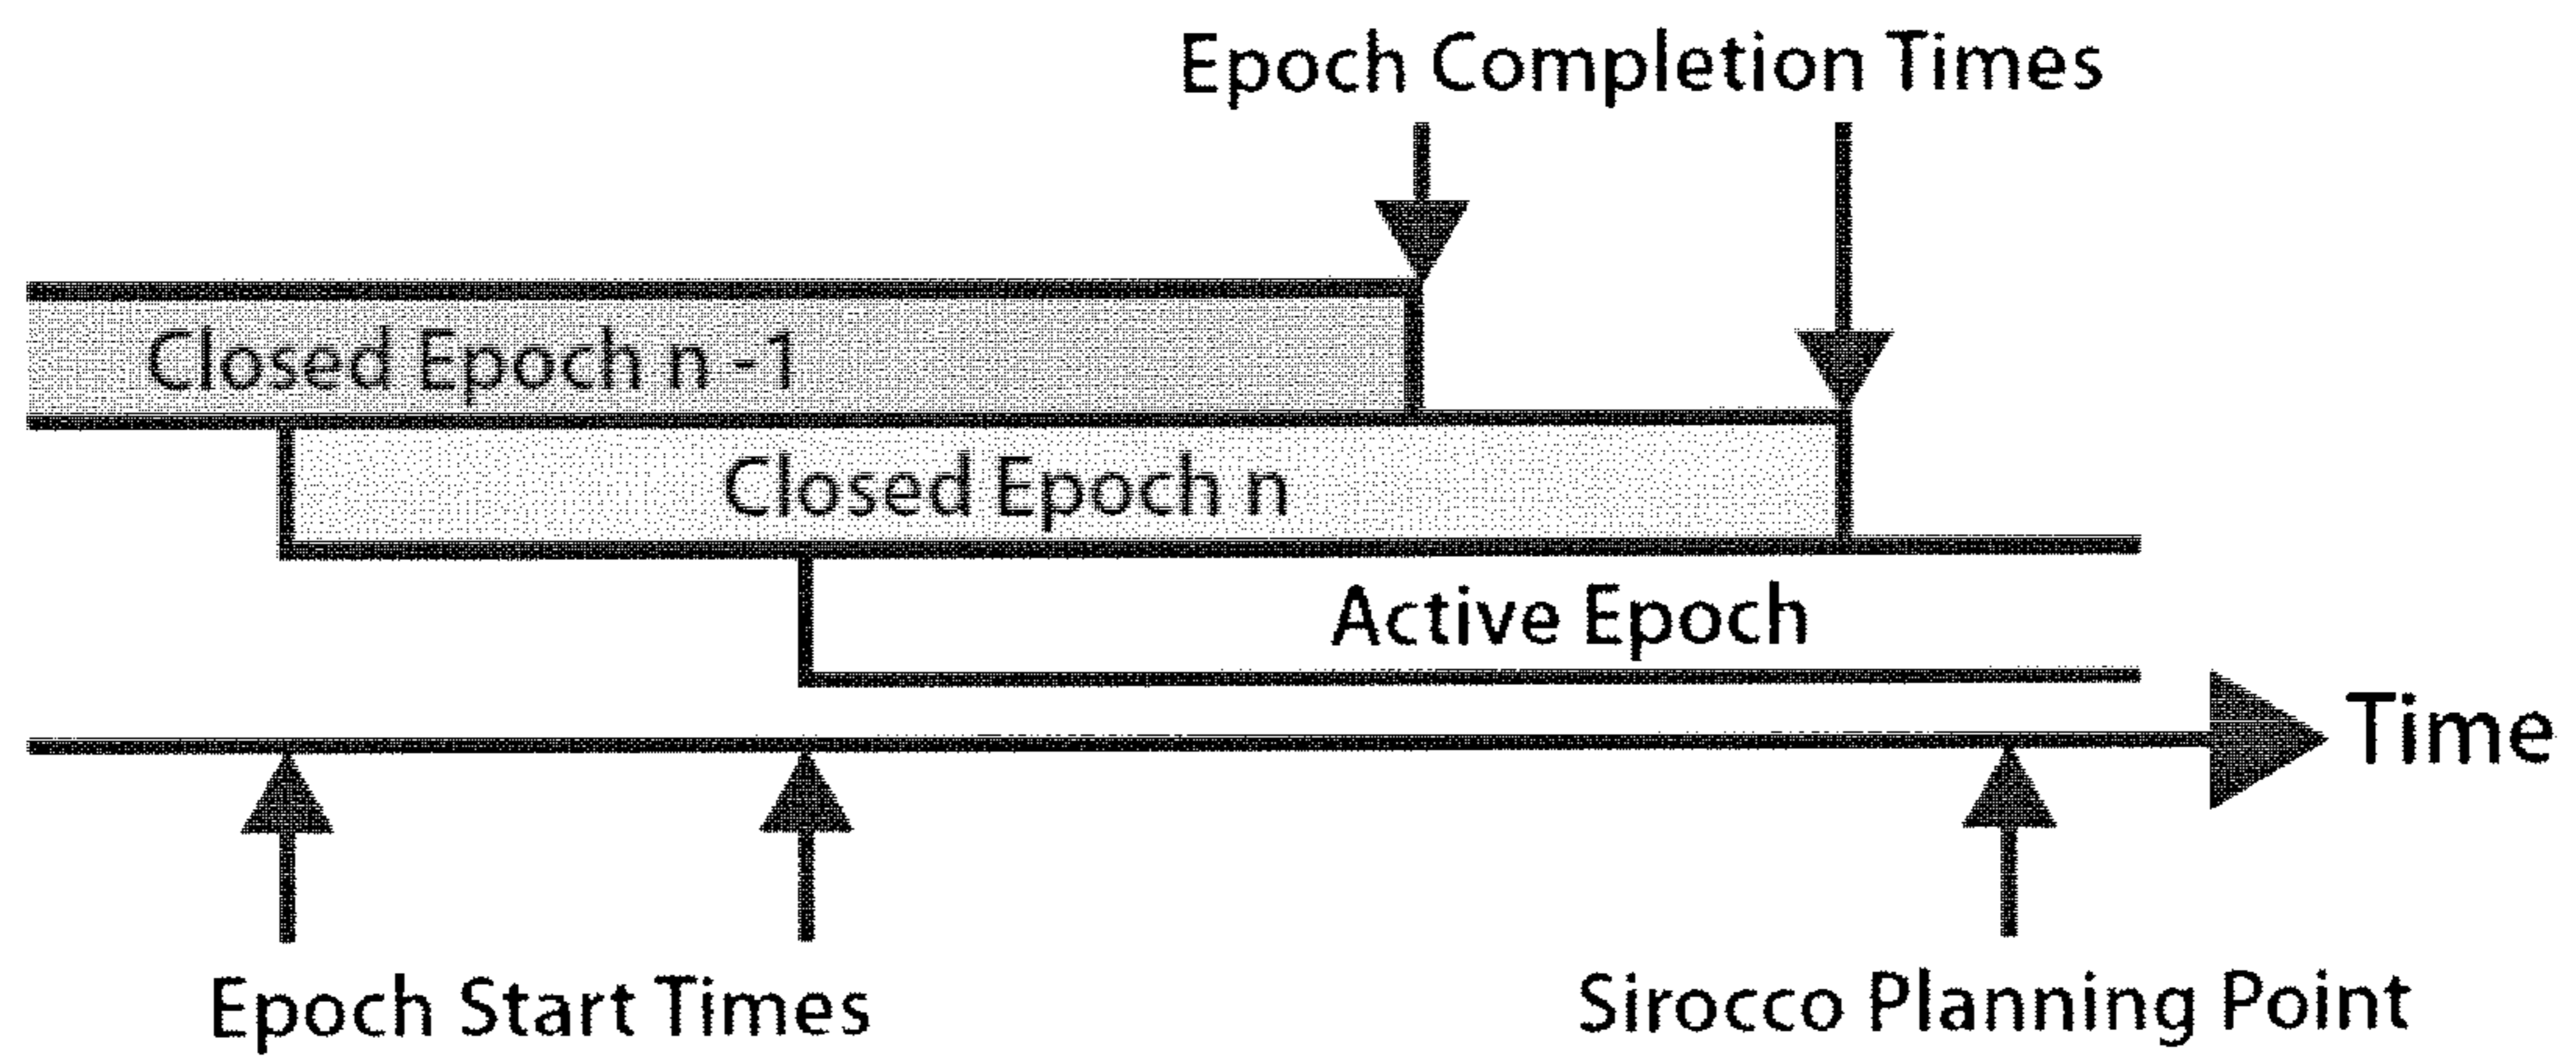 Epoch Completion Times
Closed Epoch n -1
Closed Epoch n
Active Epoch
Time
Epoch Start Times
Sirocco Planning Point